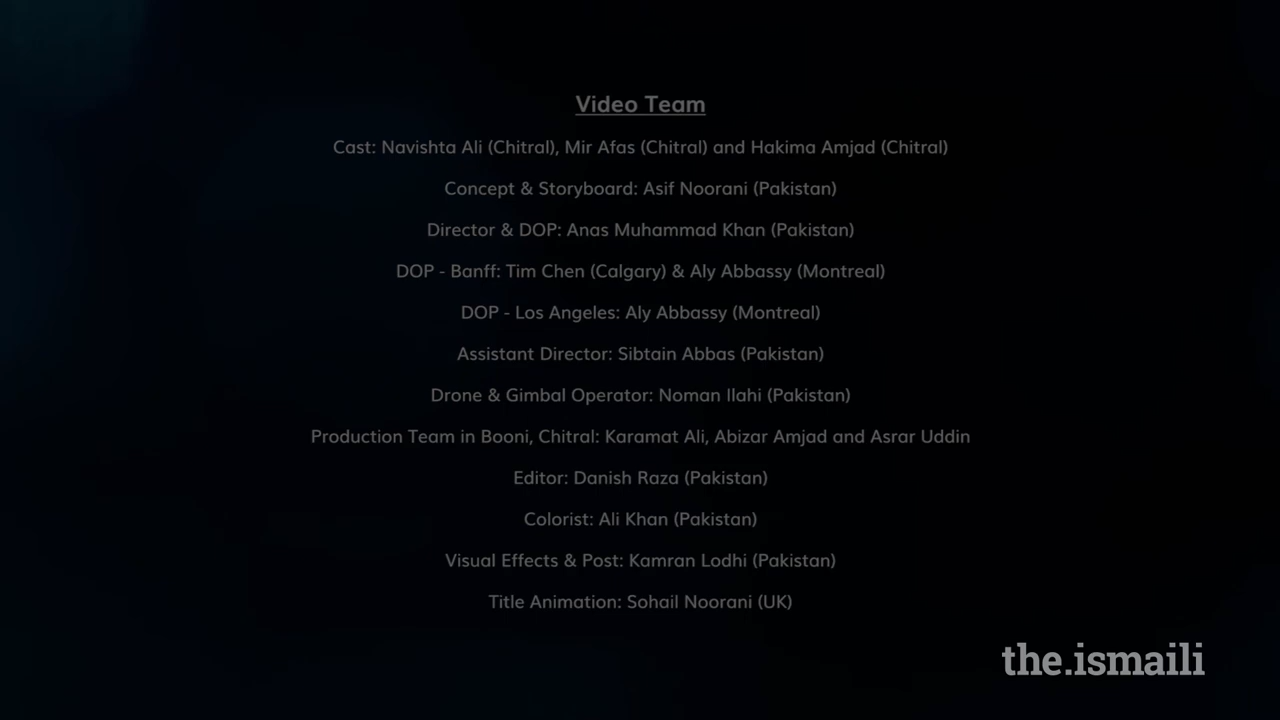 Video Team
Cast: Navishta Ali (Chitral), Mir Afas (Chitral) and Hakima Amjad (Chitral)
Concept & Storyboard: Asif Noorani (Pakistan)
Director & DOP: Anas Muhammad Khan (Pakistan)
DOP - Banff: Tim Chen (Calgary) & Aly Abbassy (Montreal)
DOP - Los Angeles: Aly Abbassy (Montreal)
Assistant Director: Sibtain Abbas (Pakistan)
Drone & Gimbal Operator: Noman Ilahi (Pakistan)
Production Team in Booni, Chitral: Karamat Ali, Abizar Amjad and Asrar Uddin
Editor: Danish Raza (Pakistan)
Colorist: Ali Khan (Pakistan)
Visual Effects & Post: Kamran Lodhi (Pakistan)
Title Animation: Sohail Noorani (UK)
the.ismaili